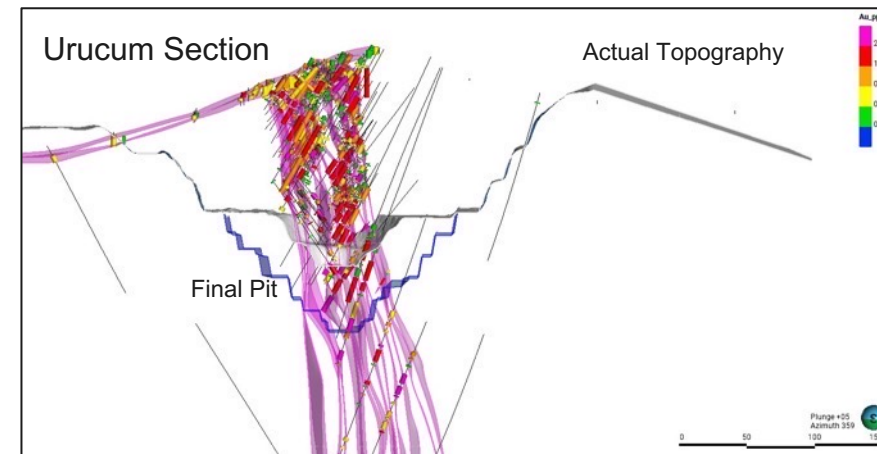 Urucum Section
Actual Topography
Final Pit
Plunge +05
Azimuth 359
0 50 100